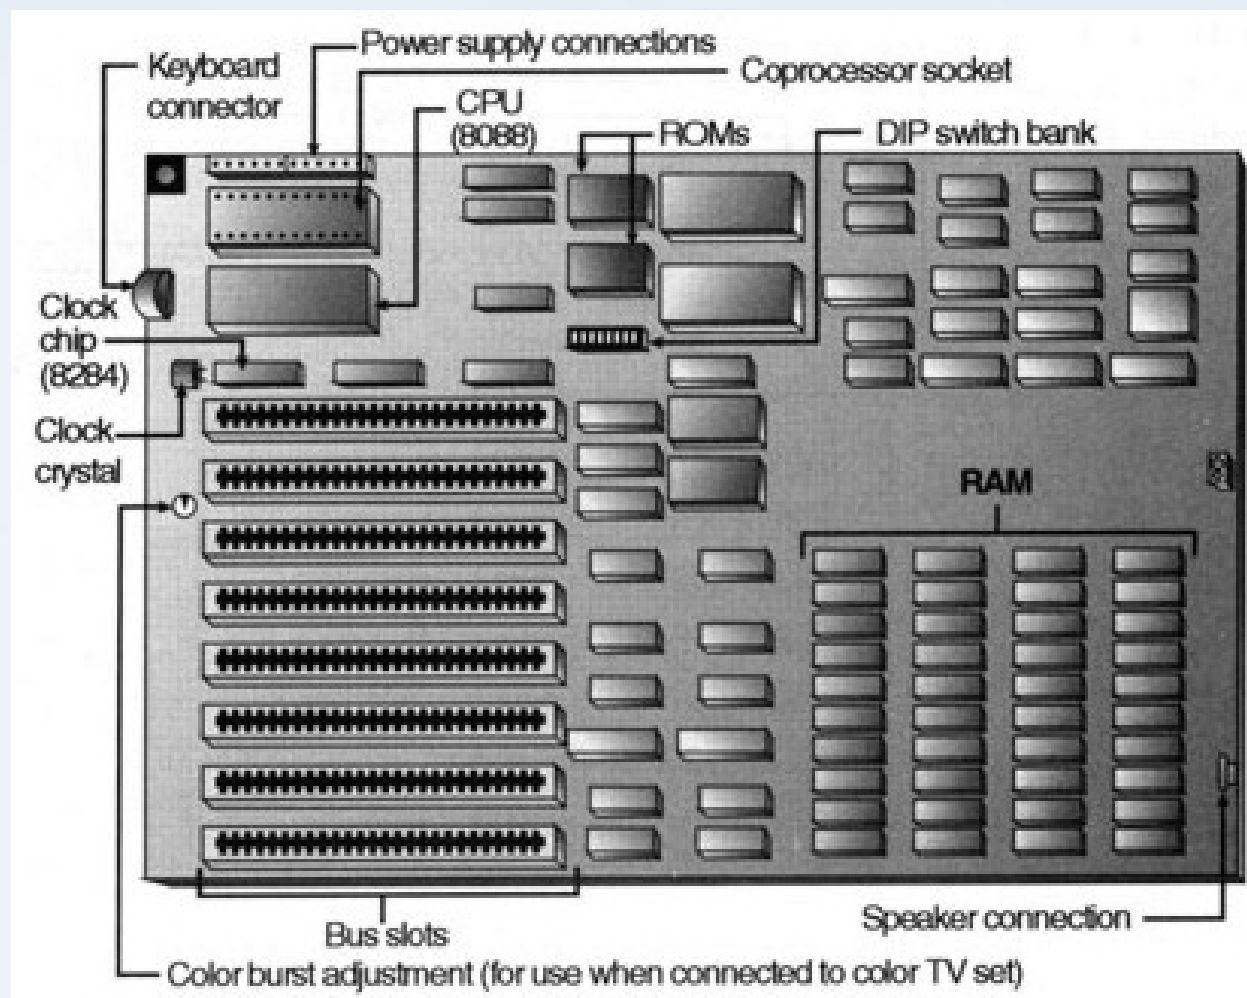 Power supply connections
Keyboard
connector
Coprocessor socket
CPU
(8088)
ROMs
DIP switch bank
Clock
chip
(8284)
Clock
crystal
RAM
Speaker connection
Bus slots
Color burst adjustment (for use when connected to color TV set)